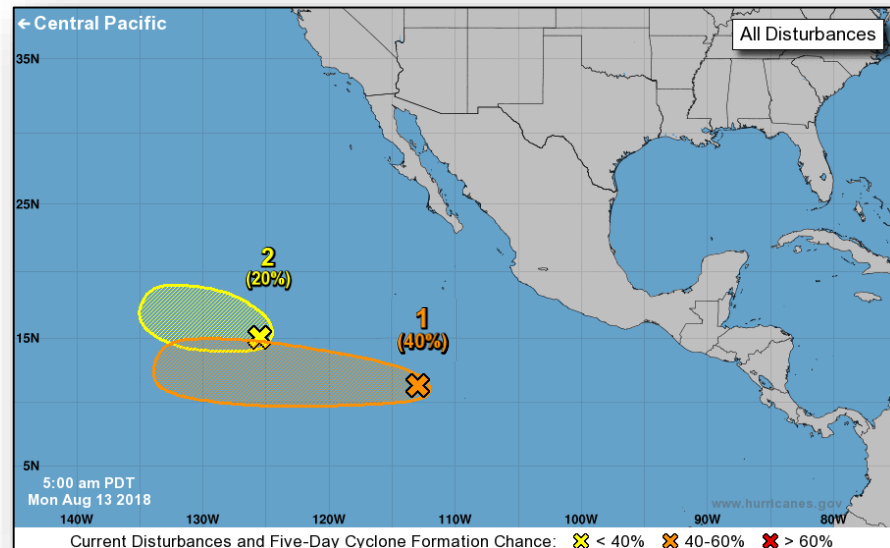 ← Central Pacific
All Disturbances
35N
25N
2
(20%)
1
(40%)
15N
5N
5:00 am PDT
Mon Aug 13 2018
www.hurricanes.gov
140W 130W 120W 110W 100W 90W 80W
Current Disturbances and Five-Day Cyclone Formation Chance: < 40% 40-60% > 60%